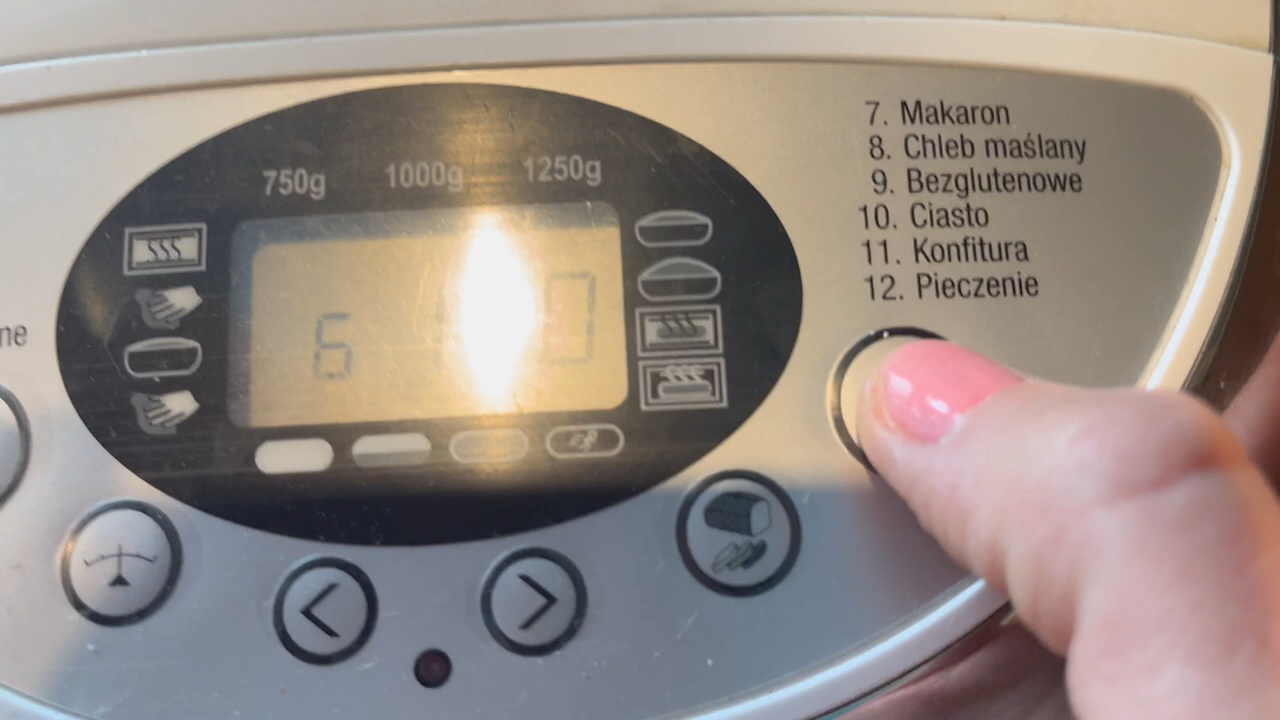 7. Makaron
8. Chleb maślany
9. Bezglutenowe
10. Ciasto
11. Konfitura
12. Pieczenie
750g 1000g 1250g
6
ne